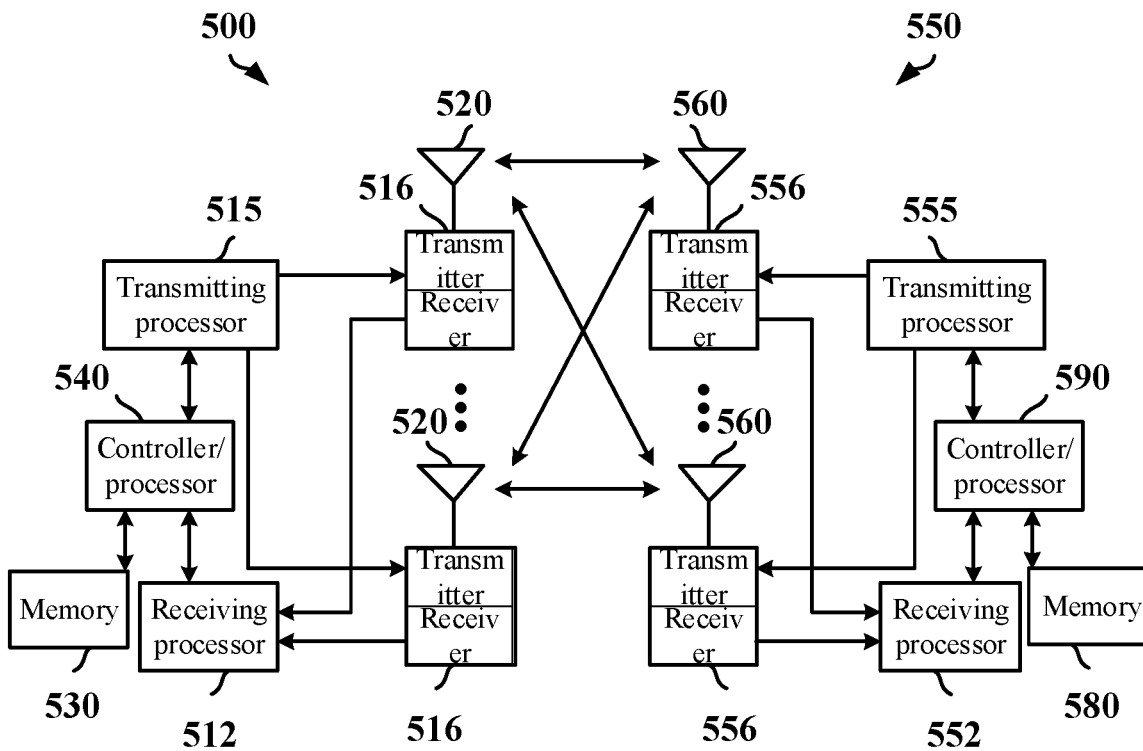 500
550
520
560
516
556
515
555
Transm
itter
Receiv
er
Transm
itter
Receiv
er
Transmitting
processor
Transmitting
processor
540
590
520
560
Controller/
processor
Controller/
processor
Transm
itter
Receiv
er
Transm
itter
Receiv
er
Memory
Receiving
processor
Receiving
processor
Memory
530
512
516
556
552
580